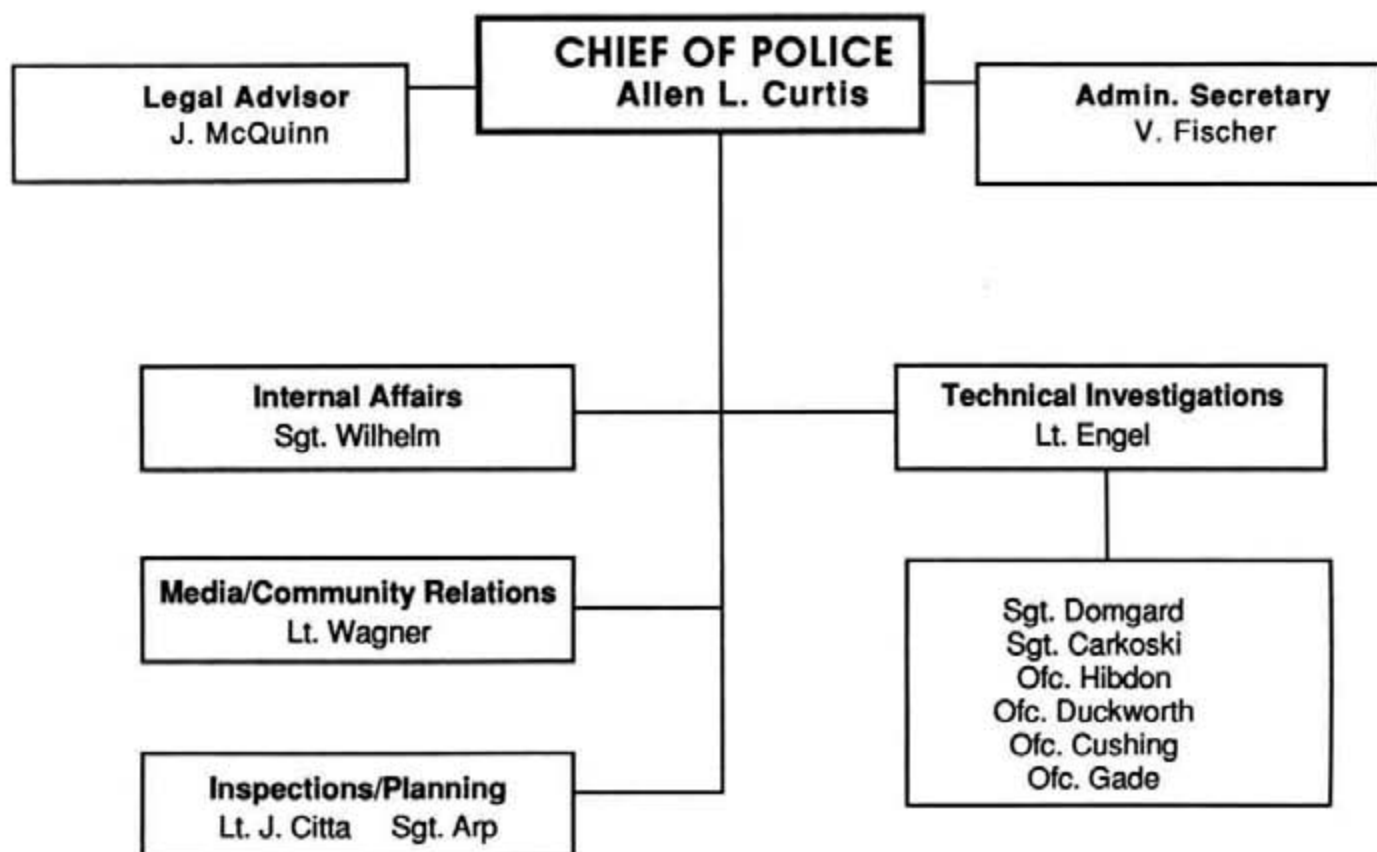 CHIEF OF POLICE
Allen L. Curtis
Legal Advisor
J. McQuinn
Admin. Secretary
V. Fischer
Internal Affairs
Sgt. Wilhelm
Technical Investigations
Lt. Engel
Media/Community Relations
Lt. Wagner
Sgt. Domgard
Sgt. Carkoski
Ofc. Hibdon
Ofc. Duckworth
Ofc. Cushing
Ofc. Gade
Inspections/Planning
Lt. J. Citta Sgt. Arp